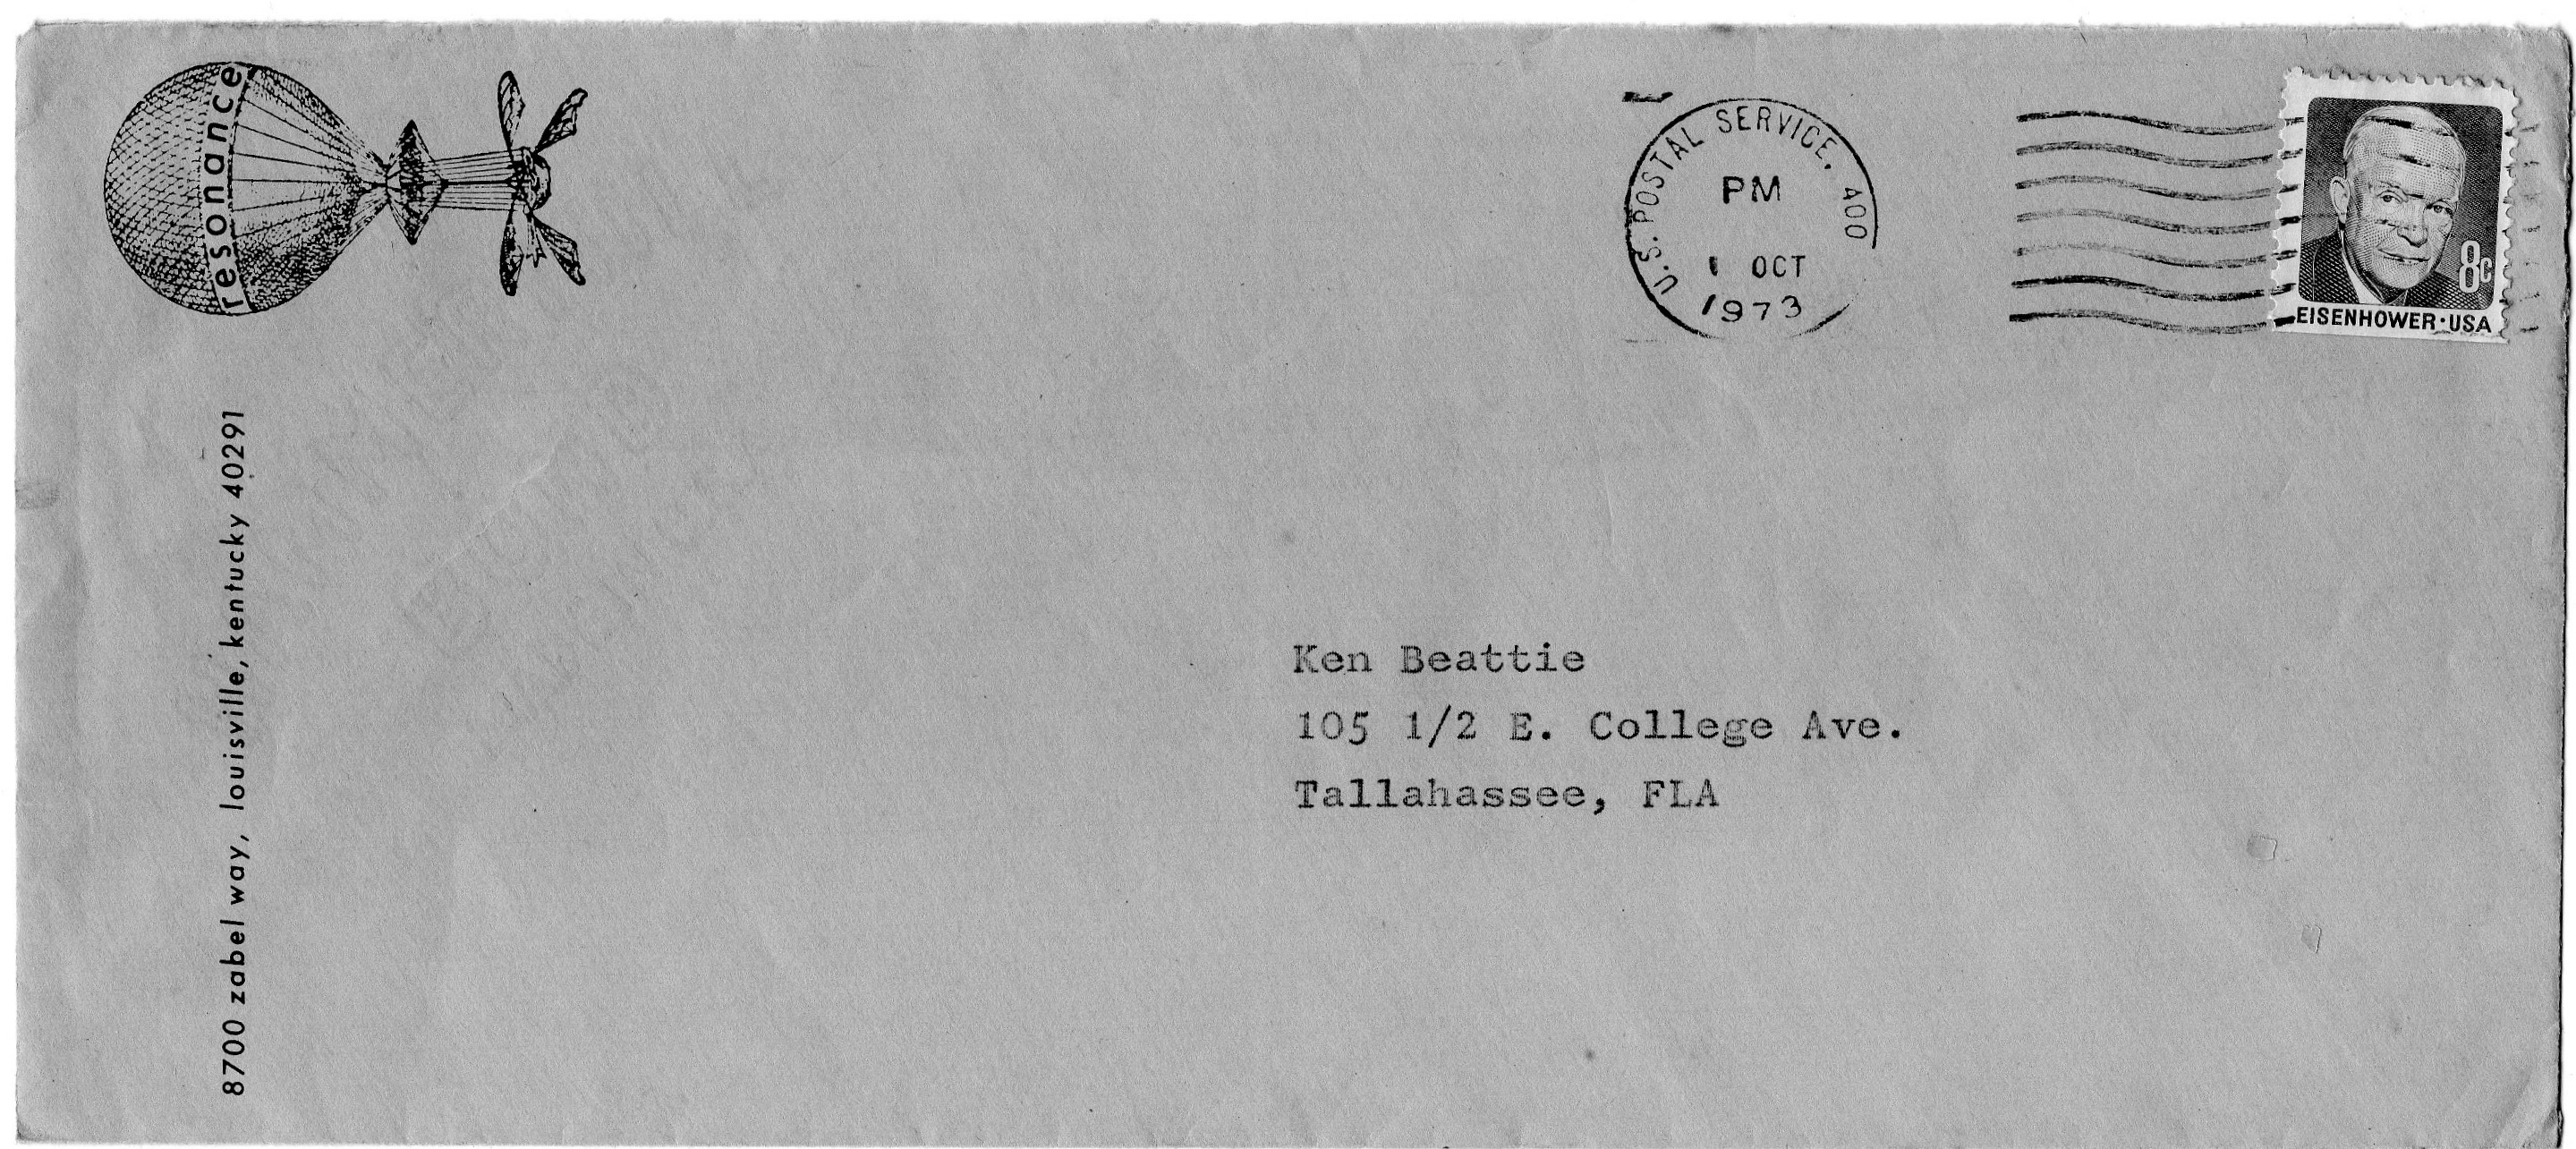 resonance
8700 zabel way, louisville, kentucky 40291
U.S. POSTAL SERVICE, 400
PM
1 OCT
1973
8c
EISENHOWER·USA
Ken Beattie
105 1/2 E. College Ave.
Tallahassee, FLA